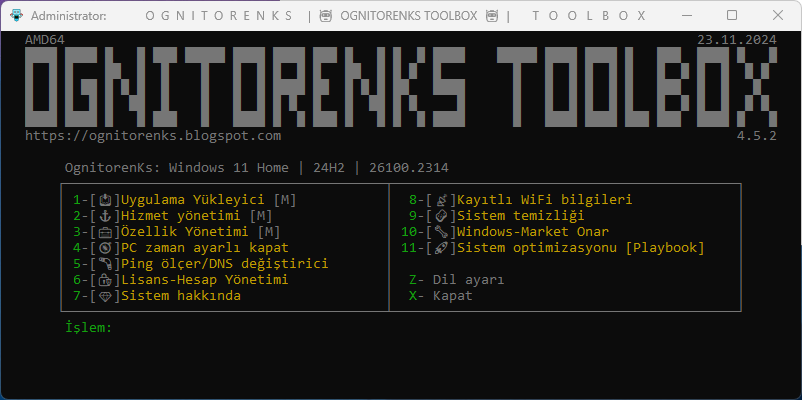 Administrator: O G N I T O R E N K S | OGNITORENKS TOOLBOX | T O O L B O X
AMD64 23.11.2024
OGNITORENKS TOOLBOX
https://ognitorenks.blogspot.com 4.5.2
OgnitorenKs: Windows 11 Home | 24H2 | 26100.2314
1-[]Uygulama Yükleyici [M]
2-[⚓]Hizmet yönetimi [M]
3-[]Özellik Yönetimi [M]
4-[]PC zaman ayarlı kapat
5-[]Ping ölçer/DNS değiştirici
6-[]Lisans-Hesap Yönetimi
7-[]Sistem hakkında
8-[]Kayıtlı WiFi bilgileri
9-[]Sistem temizliği
10-[]Windows-Market Onar
11-[]Sistem optimizasyonu [Playbook]
Z- Dil ayarı
X- Kapat
İşlem: